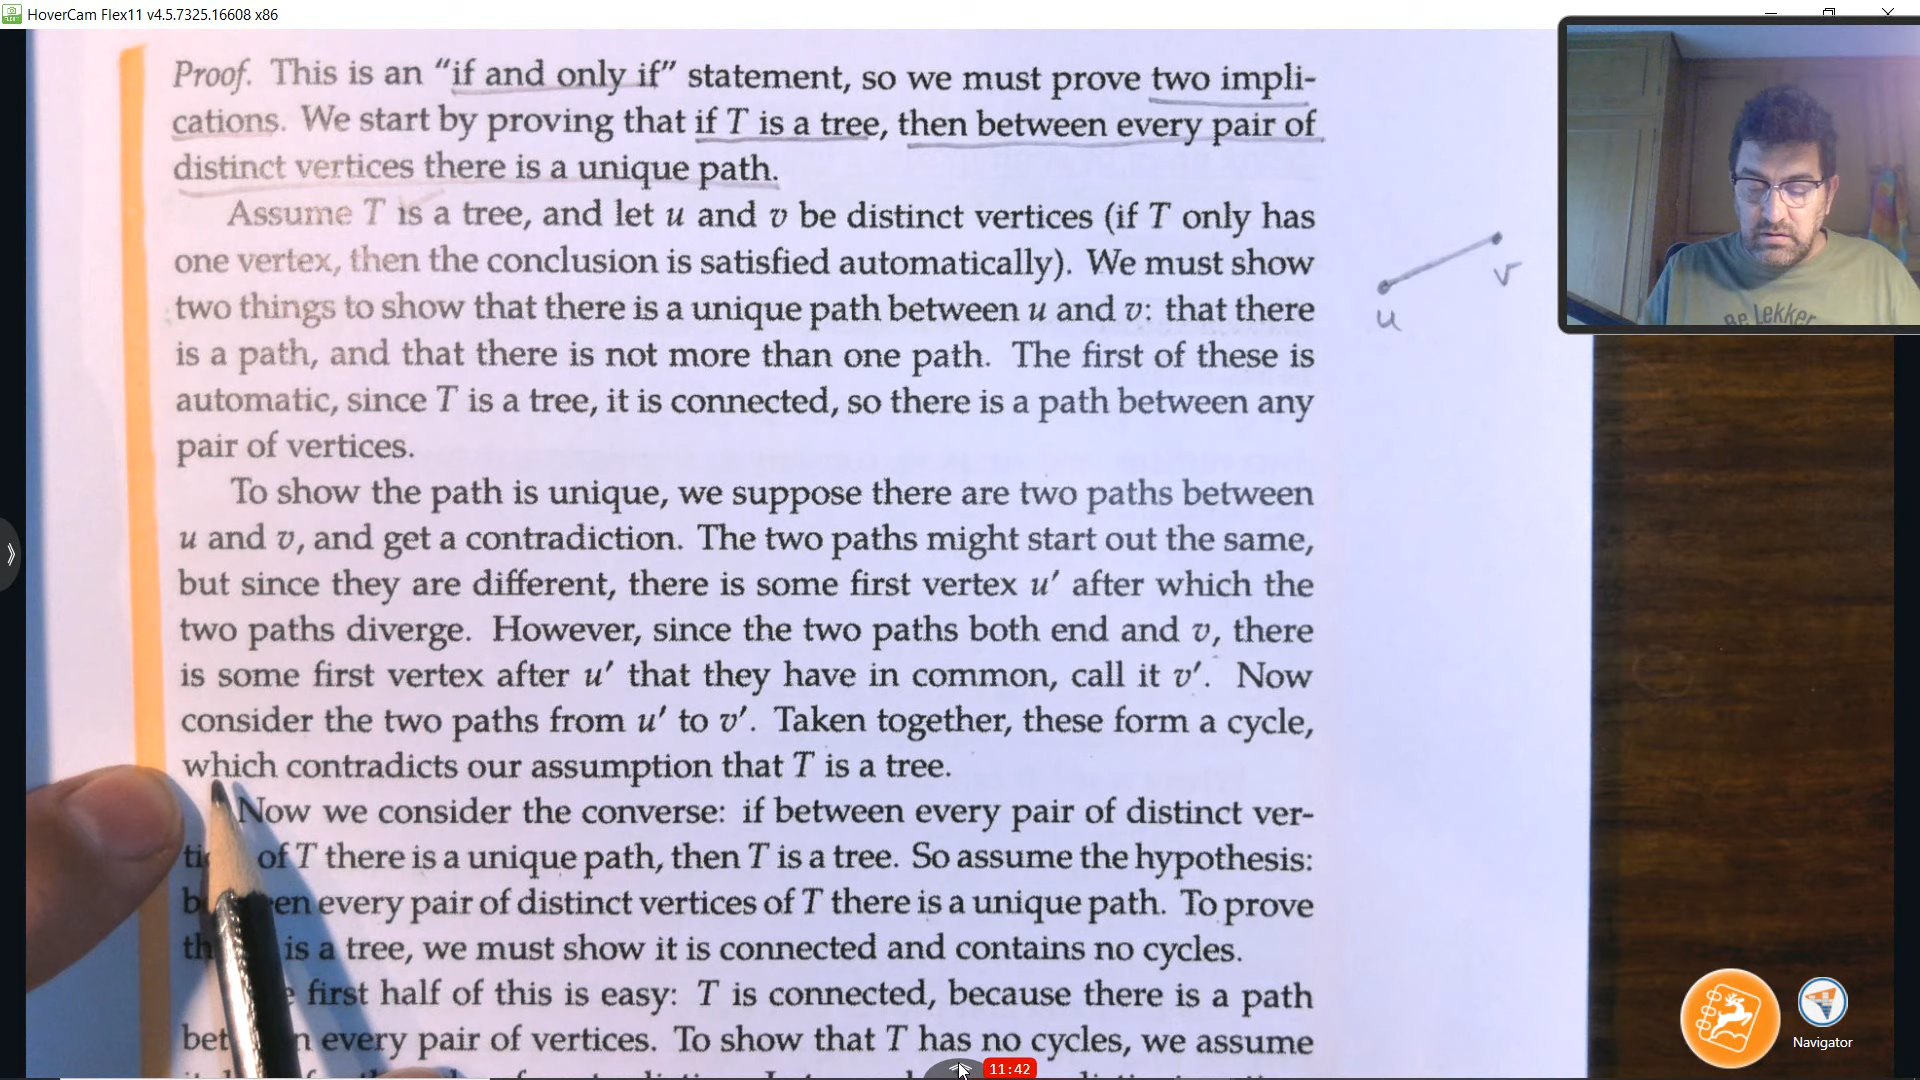 HoverCam Flex11 v4.5.7325.16608 x86
Proof. This is an “if and only if” statement, so we must prove two impli-
cations. We start by proving that if T is a tree, then between every pair of
distinct vertices there is a unique path.
Assume T is a tree, and let u and v be distinct vertices (if T only has
one vertex, then the conclusion is satisfied automatically). We must show
two things to show that there is a unique path between u and v: that there
is a path, and that there is not more than one path. The first of these is
automatic, since T is a tree, it is connected, so there is a path between any
pair of vertices.
To show the path is unique, we suppose there are two paths between
u and v, and get a contradiction. The two paths might start out the same,
but since they are different, there is some first vertex u′ after which the
two paths diverge. However, since the two paths both end and v, there
is some first vertex after u′ that they have in common, call it v′. Now
consider the two paths from u′ to v′. Taken together, these form a cycle,
which contradicts our assumption that T is a tree.
Now we consider the converse: if between every pair of distinct ver-
of T there is a unique path, then T is a tree. So assume the hypothesis:
every pair of distinct vertices of T there is a unique path. To prove
is a tree, we must show it is connected and contains no cycles.
first half of this is easy: T is connected, because there is a path
every pair of vertices. To show that T has no cycles, we assume
u
v
Be Lekker
Navigator
11:42